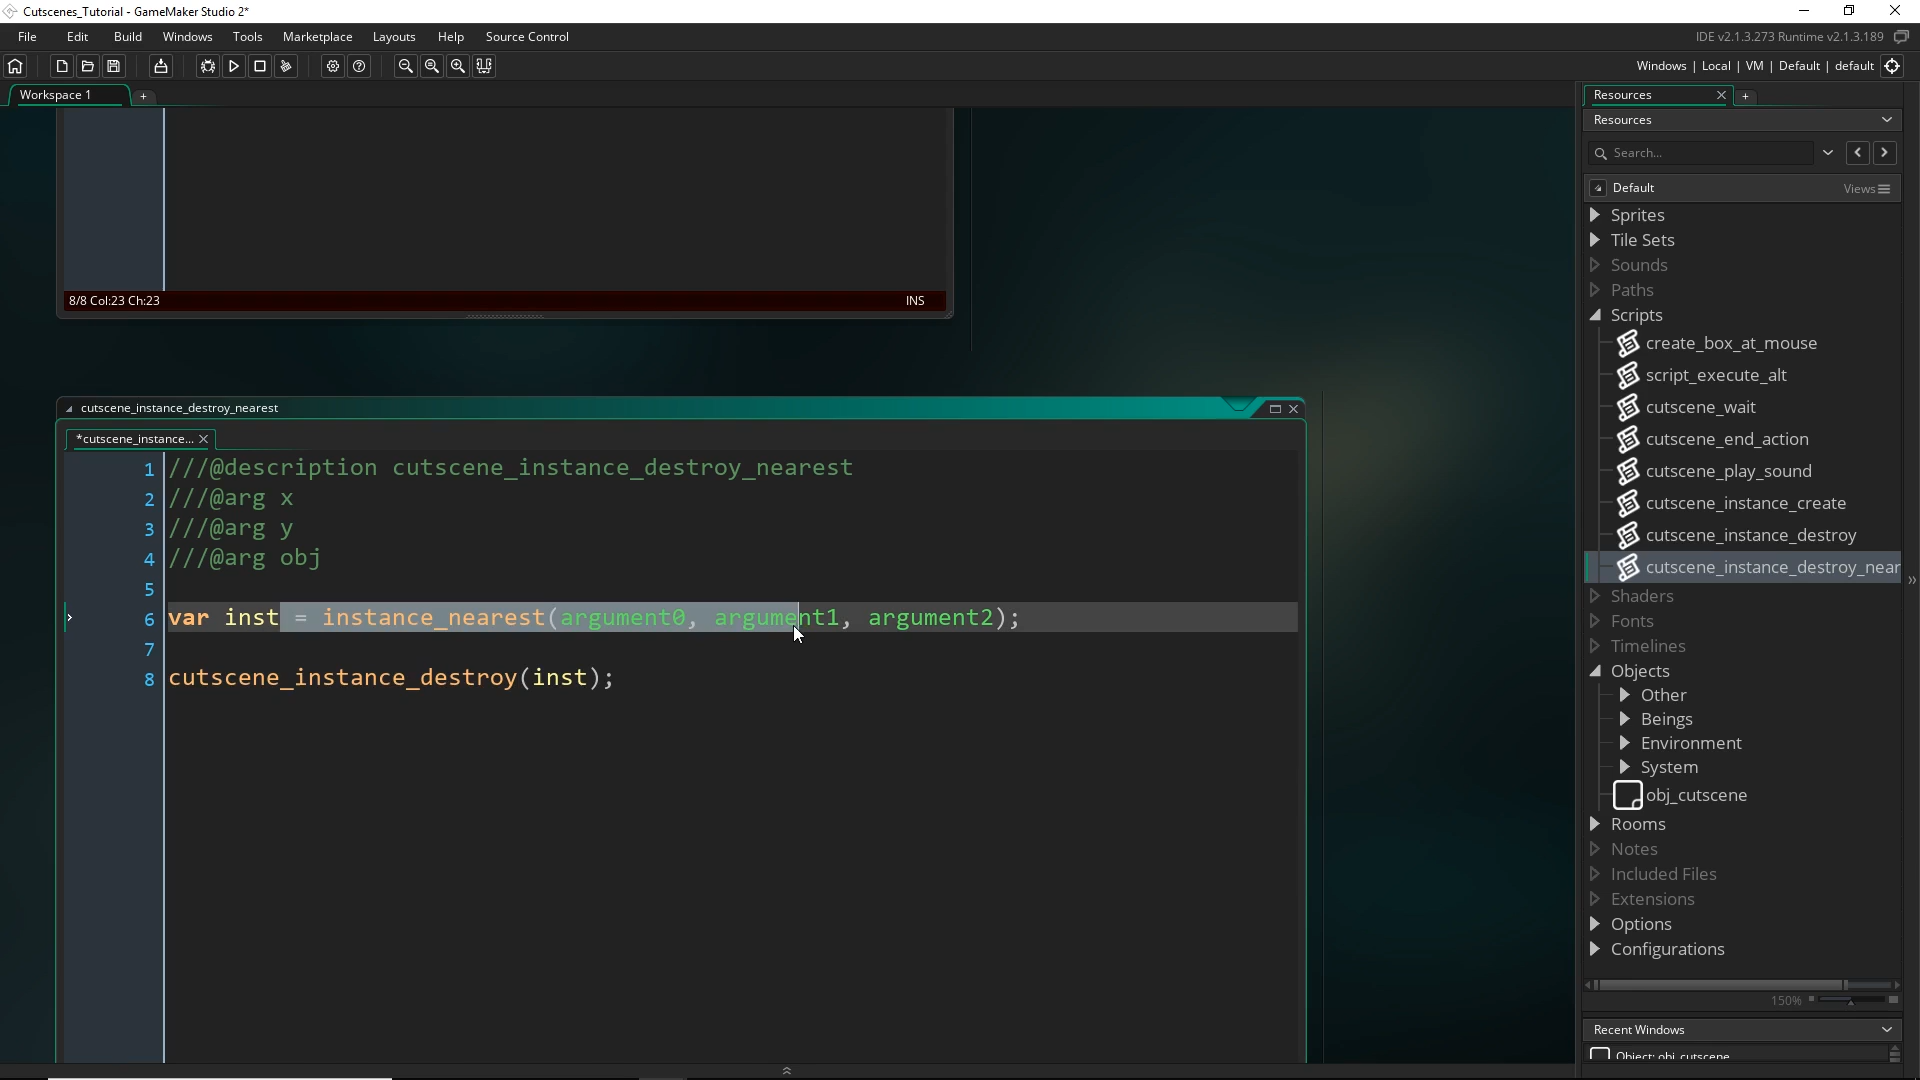 Cutscenes_Tutorial - GameMaker Studio 2*
File Edit Build Windows Tools Marketplace Layouts Help Source Control
IDE v2.1.3.273 Runtime v2.1.3.189
Windows | Local | VM | Default | default
Workspace 1 +
8/8 Col:23 Ch:23 INS
cutscene_instance_destroy_nearest
*cutscene_instance...
1 ///@description cutscene_instance_destroy_nearest
2 ///@arg x
3 ///@arg y
4 ///@arg obj
5
6 var inst = instance_nearest(argument0, argument1, argument2);
7
8 cutscene_instance_destroy(inst);
Resources +
Resources
Search...
Default Views
Sprites
Tile Sets
Sounds
Paths
Scripts
create_box_at_mouse
script_execute_alt
cutscene_wait
cutscene_end_action
cutscene_play_sound
cutscene_instance_create
cutscene_instance_destroy
cutscene_instance_destroy_near
Shaders
Fonts
Timelines
Objects
Other
Beings
Environment
System
obj_cutscene
Rooms
Notes
Included Files
Extensions
Options
Configurations
150%
Recent Windows
Object: obj_cutscene